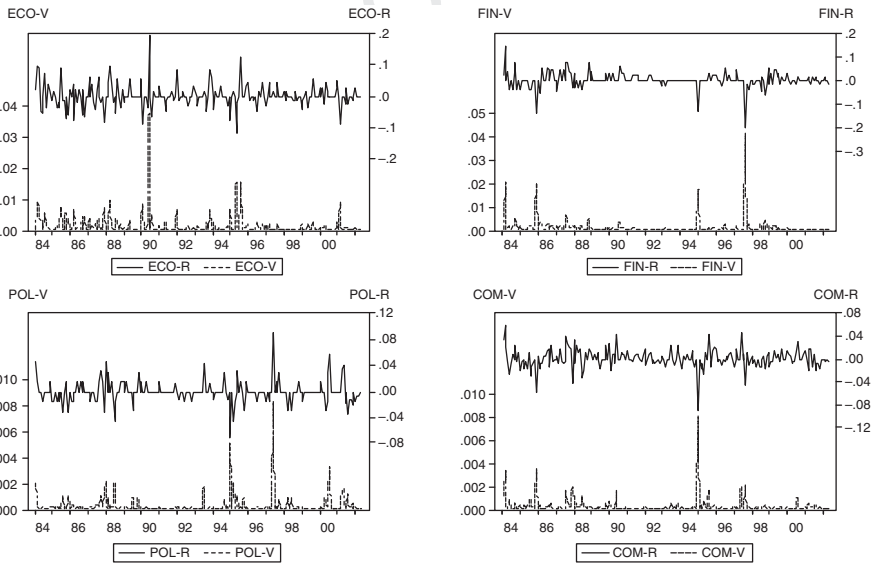 ECO-V
ECO-R
.2
.1
.0
–.1
–.2
.04
.03
.02
.01
.00
84 86 88 90 92 94 96 98 00
ECO-R ECO-V
FIN-V
FIN-R
.2
.1
.0
–.1
–.2
–.3
.05
.04
.03
.02
.01
.00
84 86 88 90 92 94 96 98 00
FIN-R FIN-V
POL-V
POL-R
.12
.08
.04
.00
–.04
–.08
010
008
006
004
002
000
84 86 88 90 92 94 96 98 00
POL-R POL-V
COM-V
COM-R
.08
.04
.00
–.04
–.08
–.12
.010
.008
.006
.004
.002
.000
84 86 88 90 92 94 96 98 00
COM-R COM-V